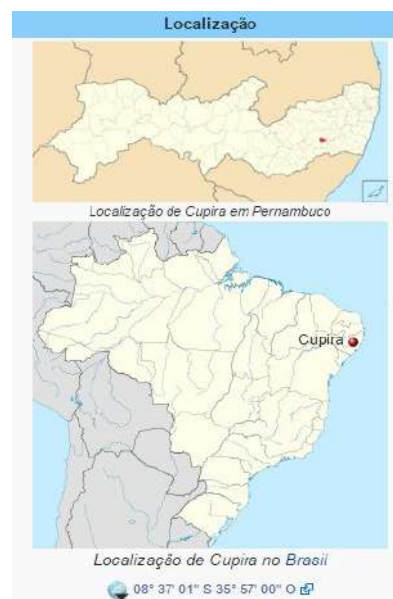 Localização
Localização de Cupira em Pernambuco
Cupira
Localização de Cupira no Brasil
08° 37' 01" S 35° 57' 00" O